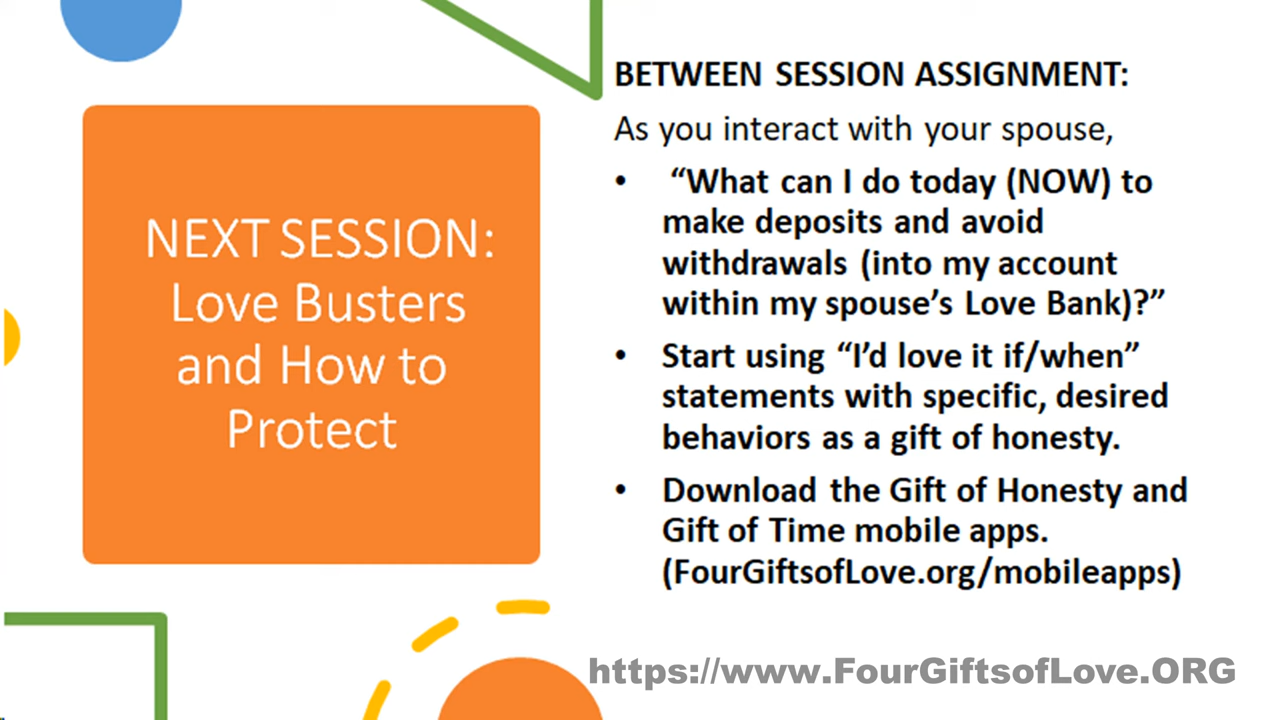 NEXT SESSION:
Love Busters
and How to
Protect
BETWEEN SESSION ASSIGNMENT:
As you interact with your spouse,
• “What can I do today (NOW) to
make deposits and avoid
withdrawals (into my account
within my spouse’s Love Bank)?”
• Start using “I’d love it if/when”
statements with specific, desired
behaviors as a gift of honesty.
• Download the Gift of Honesty and
Gift of Time mobile apps.
(FourGiftsofLove.org/mobileapps)
https://www.FourGiftsofLove.ORG